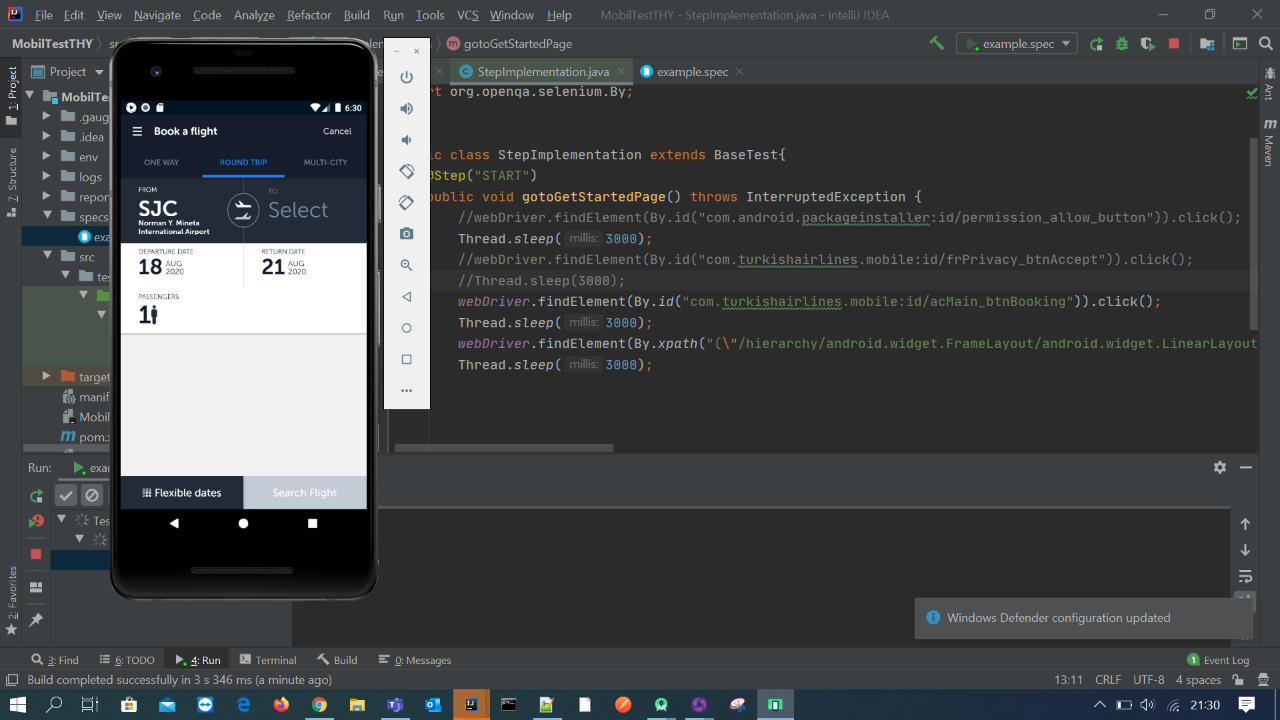 File Edit View Navigate Code Analyze Refactor Build Run Tools VCS Window Help MobilTestTHY - StepImplementation.java - IntelliJ IDEA
MobilTestTHY gotoGetStartedPage example.spec
Project StepImplementation.java example.spec
1: Project
7: Structure
2: Favorites
Ant
Maven
.gaug
.idea
env
logs
repor
specs
exa
src
tes
target
manif
Mobil
pom.x
6:30
Book a flight Cancel
ONE WAY ROUND TRIP MULTI-CITY
FROM TO
SJC Select
Norman Y. Mineta
International Airport
DEPARTURE DATE RETURN DATE
18 AUG 2020 21 AUG 2020
PASSENGERS
1
Flexible dates Search Flight
org.openqa.selenium.By;
class StepImplementation extends BaseTest{
Step("START")
public void gotoGetStartedPage() throws InterruptedException {
//webDriver.findElement(By.id("com.android.packageinstaller:id/permission_allow_button")).click();
Thread.sleep( millis: 3000);
//webDriver.findElement(By.id("com.turkishairlines.mobile:id/frPrivacy_btnAccept")).click();
//Thread.sleep(3000);
webDriver.findElement(By.id("com.turkishairlines.mobile:id/acMain_btnBooking")).click();
Thread.sleep( millis: 3000);
webDriver.findElement(By.xpath("(\"/hierarchy/android.widget.FrameLayout/android.widget.LinearLayout
Thread.sleep( millis: 3000);
Run: exa
Tes
Windows Defender configuration updated
3: Find 6: TODO 4: Run Terminal Build 0: Messages 1 Event Log
Build completed successfully in 3 s 346 ms (a minute ago) 13:11 CRLF UTF-8 4 spaces
21:30